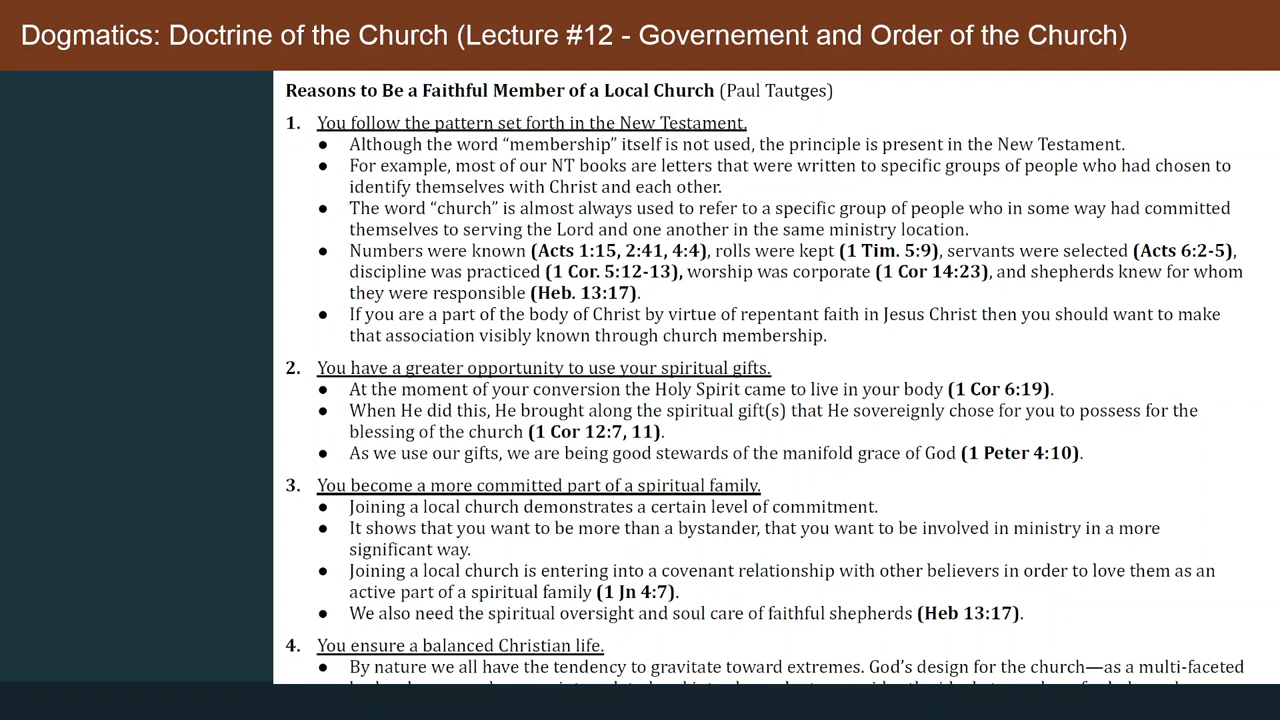 Dogmatics: Doctrine of the Church (Lecture #12 - Governement and Order of the Church)
Reasons to Be a Faithful Member of a Local Church (Paul Tautges)
1. You follow the pattern set forth in the New Testament.
● Although the word “membership” itself is not used, the principle is present in the New Testament.
● For example, most of our NT books are letters that were written to specific groups of people who had chosen to
identify themselves with Christ and each other.
● The word “church” is almost always used to refer to a specific group of people who in some way had committed
themselves to serving the Lord and one another in the same ministry location.
● Numbers were known (Acts 1:15, 2:41, 4:4), rolls were kept (1 Tim. 5:9), servants were selected (Acts 6:2-5),
discipline was practiced (1 Cor. 5:12-13), worship was corporate (1 Cor 14:23), and shepherds knew for whom
they were responsible (Heb. 13:17).
● If you are a part of the body of Christ by virtue of repentant faith in Jesus Christ then you should want to make
that association visibly known through church membership.
2. You have a greater opportunity to use your spiritual gifts.
● At the moment of your conversion the Holy Spirit came to live in your body (1 Cor 6:19).
● When He did this, He brought along the spiritual gift(s) that He sovereignly chose for you to possess for the
blessing of the church (1 Cor 12:7, 11).
● As we use our gifts, we are being good stewards of the manifold grace of God (1 Peter 4:10).
3. You become a more committed part of a spiritual family.
● Joining a local church demonstrates a certain level of commitment.
● It shows that you want to be more than a bystander, that you want to be involved in ministry in a more
significant way.
● Joining a local church is entering into a covenant relationship with other believers in order to love them as an
active part of a spiritual family (1 Jn 4:7).
● We also need the spiritual oversight and soul care of faithful shepherds (Heb 13:17).
4. You ensure a balanced Christian life.
● By nature we all have the tendency to gravitate toward extremes. God’s design for the church—as a multi-faceted